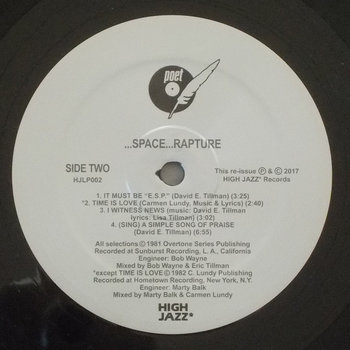 poet
...SPACE...RAPTURE
SIDE TWO
HJLP002
This re-issue ℗ & © 2017
HIGH JAZZ* Records
1. IT MUST BE "E.S.P." (David E. Tillman) (3:25)
*2. TIME IS LOVE (Carmen Lundy, Music & Lyrics) (2:40)
3. I WITNESS NEWS (music: David E. Tillman
lyrics: Lisa Tillman) (5:03)
4. (SING) A SIMPLE SONG OF PRAISE
(David E. Tillman) (6:55)
All selections © 1981 Overtone Series Publishing
Recorded at Sunburst Recording, L. A., California
Engineer: Bob Wayne
Mixed by Bob Wayne & Eric Tillman
*except TIME IS LOVE © 1982 C. Lundy Publishing
Recorded at Hometown Recording, New York, N.Y.
Engineer: Marty Balk
Mixed by Marty Balk & Carmen Lundy
HIGH
JAZZ*